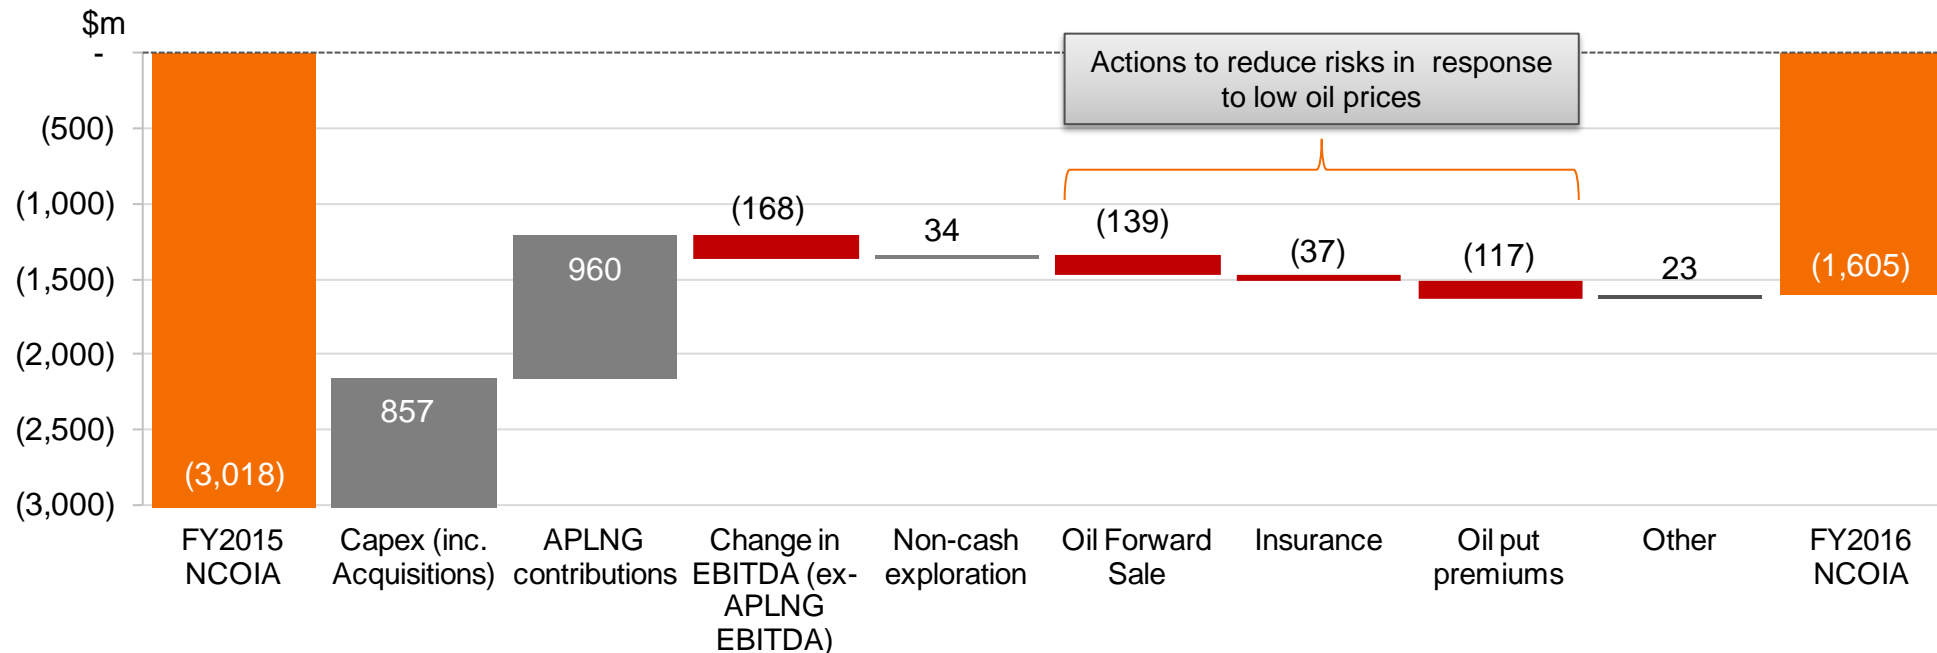 $m
-
(500)
(1,000)
(1,500)
(2,000)
(2,500)
(3,000)
Actions to reduce risks in response
to low oil prices
(3,018)
857
960
(168)
34
(139)
(37)
(117)
23
(1,605)
FY2015
NCOIA
Capex (inc.
Acquisitions)
APLNG
contributions
Change in
EBITDA (ex-
APLNG
EBITDA)
Non-cash
exploration
Oil Forward
Sale
Insurance
Oil put
premiums
Other
FY2016
NCOIA